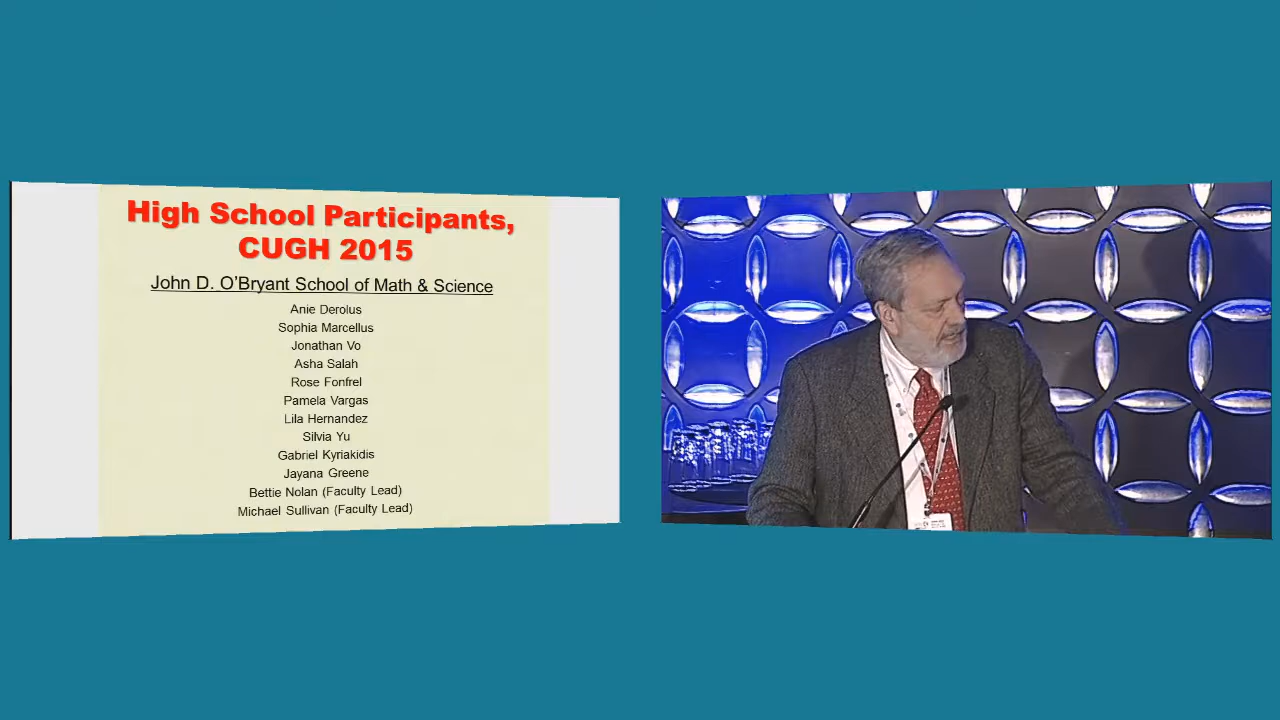 High School Participants,
CUGH 2015
John D. O'Bryant School of Math & Science
Anie Derolus
Sophia Marcellus
Jonathan Vo
Asha Salah
Rose Fonfrel
Pamela Vargas
Lila Hernandez
Silvia Yu
Gabriel Kyriakidis
Jayana Greene
Bettie Nolan (Faculty Lead)
Michael Sullivan (Faculty Lead)